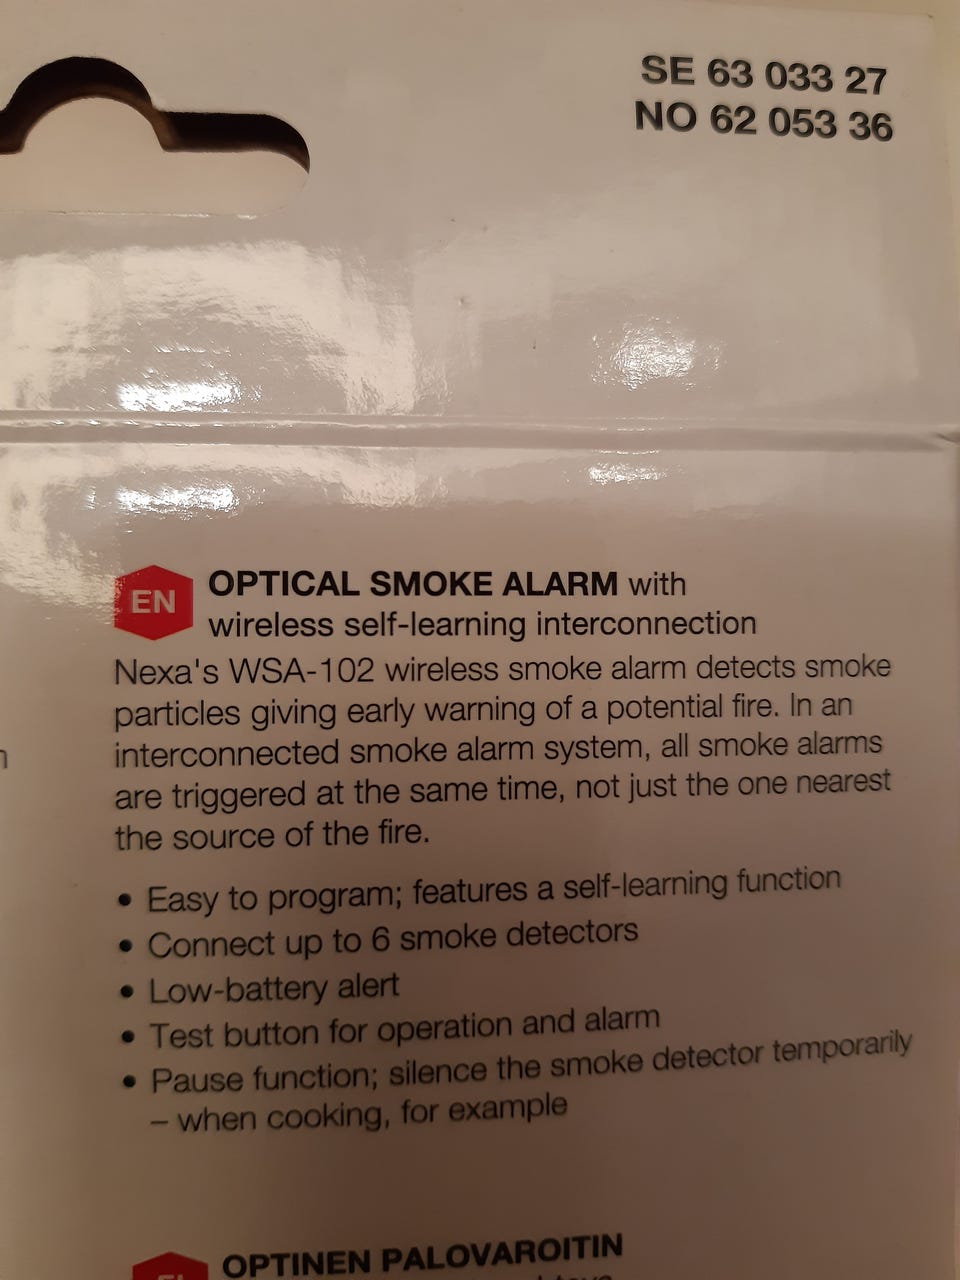 SE 63 033 27
NO 62 053 36
EN
OPTICAL SMOKE ALARM with
wireless self-learning interconnection
Nexa's WSA-102 wireless smoke alarm detects smoke
particles giving early warning of a potential fire. In an
interconnected smoke alarm system, all smoke alarms
are triggered at the same time, not just the one nearest
the source of the fire.
• Easy to program; features a self-learning function
• Connect up to 6 smoke detectors
• Low-battery alert
• Test button for operation and alarm
• Pause function; silence the smoke detector temporarily
– when cooking, for example
OPTINEN PALOVAROITIN